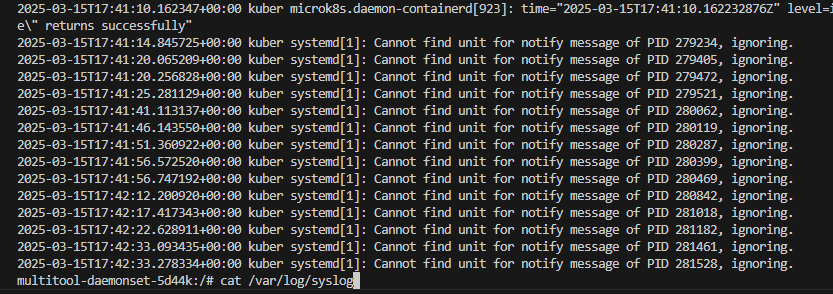 2025-03-15T17:41:10.162347+00:00 kuber microk8s.daemon-containerd[923]: time="2025-03-15T17:41:10.162232876Z" level=i
e\" returns successfully"
2025-03-15T17:41:14.845725+00:00 kuber systemd[1]: Cannot find unit for notify message of PID 279234, ignoring.
2025-03-15T17:41:20.065209+00:00 kuber systemd[1]: Cannot find unit for notify message of PID 279405, ignoring.
2025-03-15T17:41:20.256828+00:00 kuber systemd[1]: Cannot find unit for notify message of PID 279472, ignoring.
2025-03-15T17:41:25.281129+00:00 kuber systemd[1]: Cannot find unit for notify message of PID 279521, ignoring.
2025-03-15T17:41:41.113137+00:00 kuber systemd[1]: Cannot find unit for notify message of PID 280062, ignoring.
2025-03-15T17:41:46.143550+00:00 kuber systemd[1]: Cannot find unit for notify message of PID 280119, ignoring.
2025-03-15T17:41:51.360922+00:00 kuber systemd[1]: Cannot find unit for notify message of PID 280287, ignoring.
2025-03-15T17:41:56.572520+00:00 kuber systemd[1]: Cannot find unit for notify message of PID 280399, ignoring.
2025-03-15T17:41:56.747192+00:00 kuber systemd[1]: Cannot find unit for notify message of PID 280469, ignoring.
2025-03-15T17:42:12.200920+00:00 kuber systemd[1]: Cannot find unit for notify message of PID 280842, ignoring.
2025-03-15T17:42:17.417343+00:00 kuber systemd[1]: Cannot find unit for notify message of PID 281018, ignoring.
2025-03-15T17:42:22.628911+00:00 kuber systemd[1]: Cannot find unit for notify message of PID 281182, ignoring.
2025-03-15T17:42:33.093435+00:00 kuber systemd[1]: Cannot find unit for notify message of PID 281461, ignoring.
2025-03-15T17:42:33.278334+00:00 kuber systemd[1]: Cannot find unit for notify message of PID 281528, ignoring.
multitool-daemonset-5d44k:/# cat /var/log/syslog